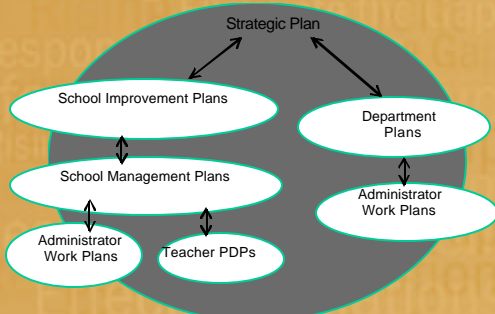 Strategic Plan
School Improvement Plans
Department
Plans
School Management Plans
Administrator
Work Plans
Administrator
Work Plans
Teacher PDPs